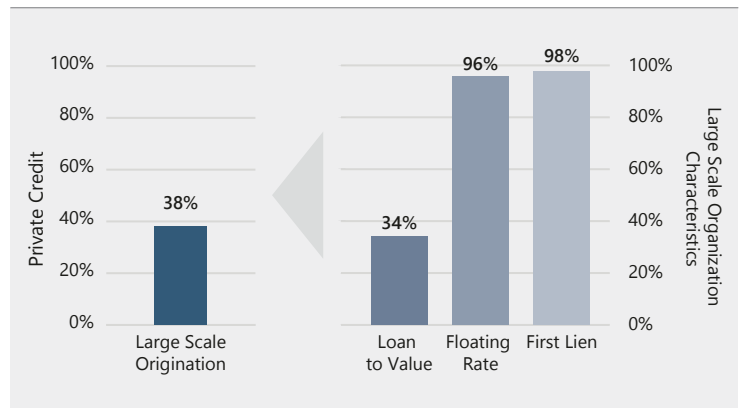 Private Credit
100%
80%
60%
40%
20%
0%
38%
Large Scale
Origination
34%
96%
98%
Loan
to Value
Floating
Rate
First Lien
100%
80%
60%
40%
20%
0%
Large Scale Organization
Characteristics